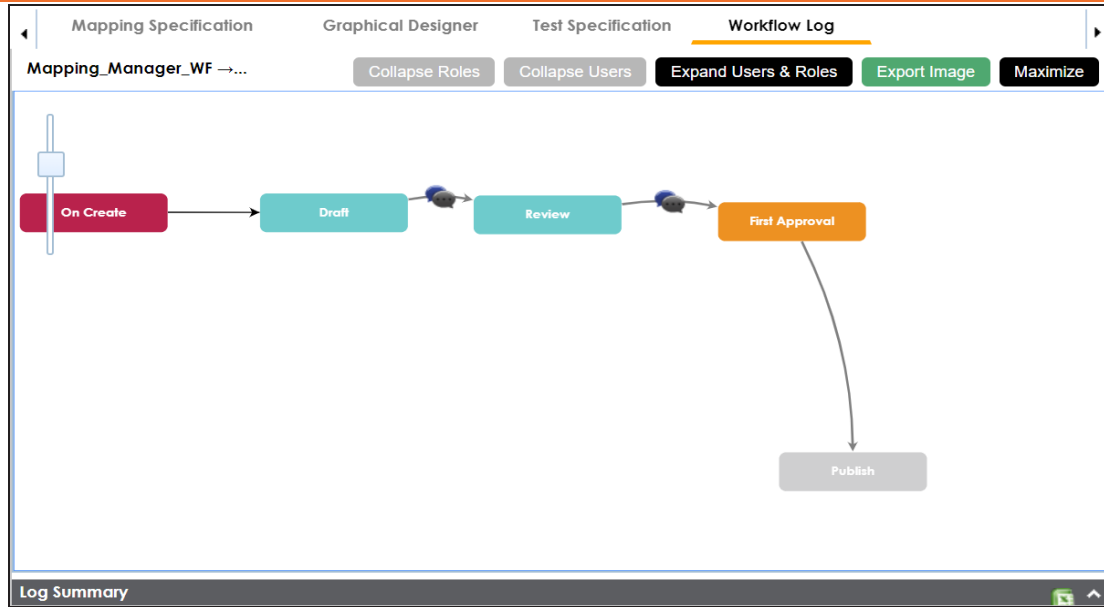 Mapping Specification Graphical Designer Test Specification Workflow Log
Mapping_Manager_WF →... Collapse Roles Collapse Users Expand Users & Roles Export Image Maximize
On Create Draft Review First Approval
Publish
Log Summary